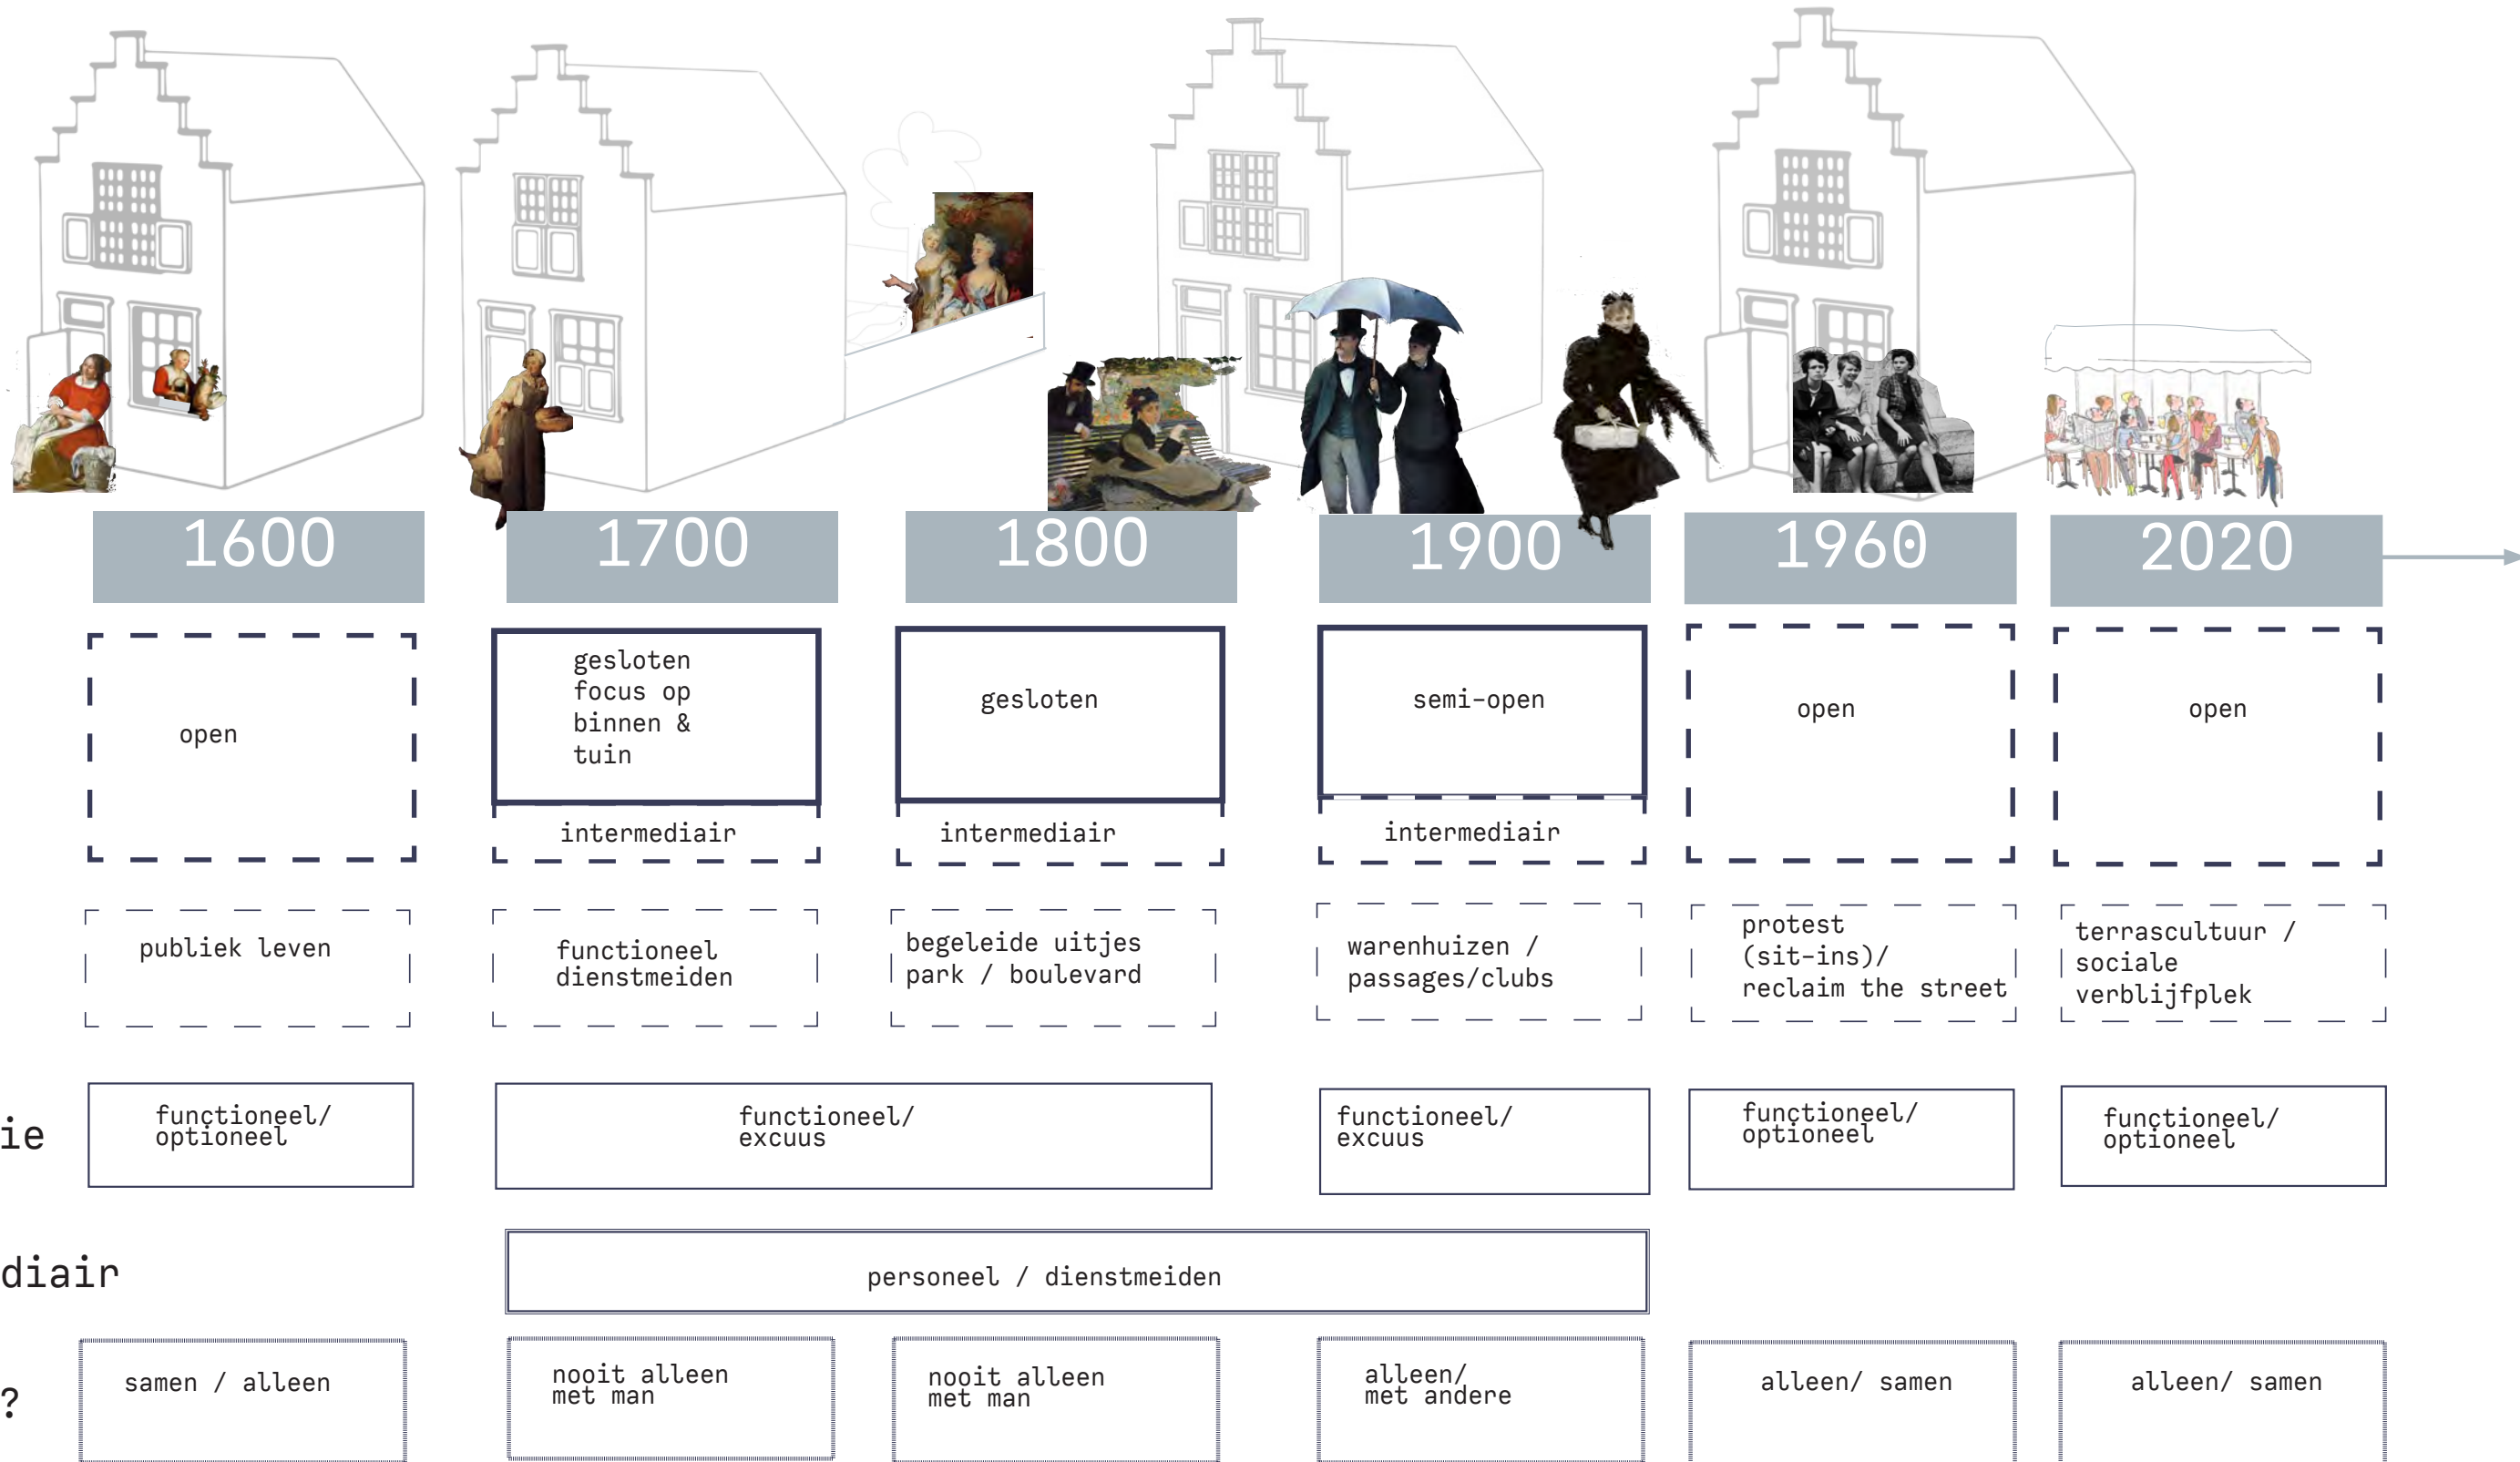 1600
1700
1800
1900
1960
2020
open
gesloten
focus op
binnen &
tuin
gesloten
semi-open
open
open
intermediair
intermediair
intermediair
publiek leven
functioneel
dienstmeiden
begeleide uitjes
park / boulevard
warenhuizen /
passages/clubs
protest
(sit-ins)/
reclaim the street
terrascultuur /
sociale
verblijfplek
ie
functioneel/
optioneel
functioneel/
excuus
functioneel/
excuus
functioneel/
optioneel
functioneel/
optioneel
diair
personeel / dienstmeiden
?
samen / alleen
nooit alleen
met man
nooit alleen
met man
alleen/
met andere
alleen/ samen
alleen/ samen